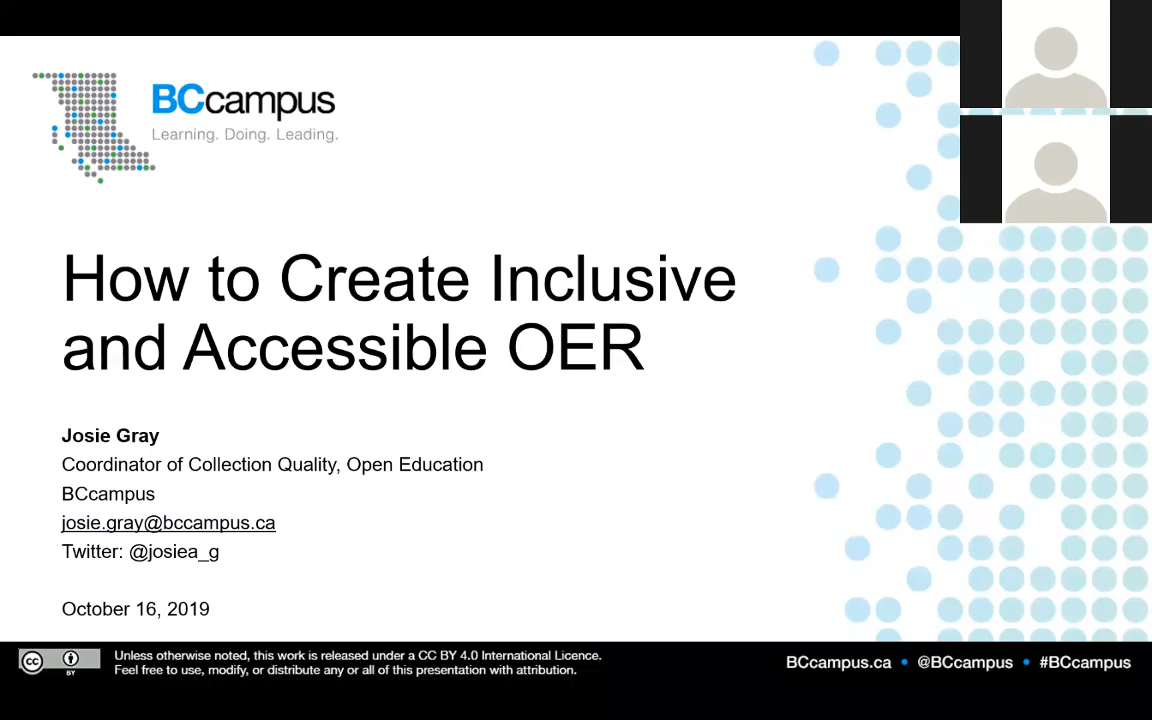 BCcampus
Learning. Doing. Leading.
How to Create Inclusive
and Accessible OER
Josie Gray
Coordinator of Collection Quality, Open Education
BCcampus
josie.gray@bccampus.ca
Twitter: @josiea_g
October 16, 2019
cc
BY
Unless otherwise noted, this work is released under a CC BY 4.0 International Licence.
Feel free to use, modify, or distribute any or all of this presentation with attribution.
BCcampus.ca • @BCcampus • #BCcampus